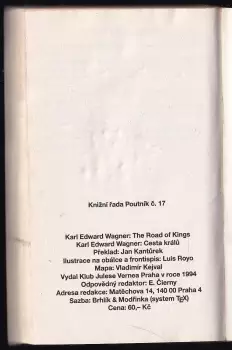 Knižní řada Poutník č. 17
Karl Edward Wagner: The Road of Kings
Karl Edward Wagner: Cesta králů
Překlad: Jan Kantůrek
Ilustrace na obálce a frontispis: Luis Royo
Mapa: Vladimír Kejval
Vydal Klub Julese Vernea Praha v roce 1994
Odpovědný redaktor: E. Čierny
Adresa redakce: Matěchova 14, 140 00 Praha 4
Sazba: Brhlík & Modřinka (system TEX)
Cena: 60,– Kč